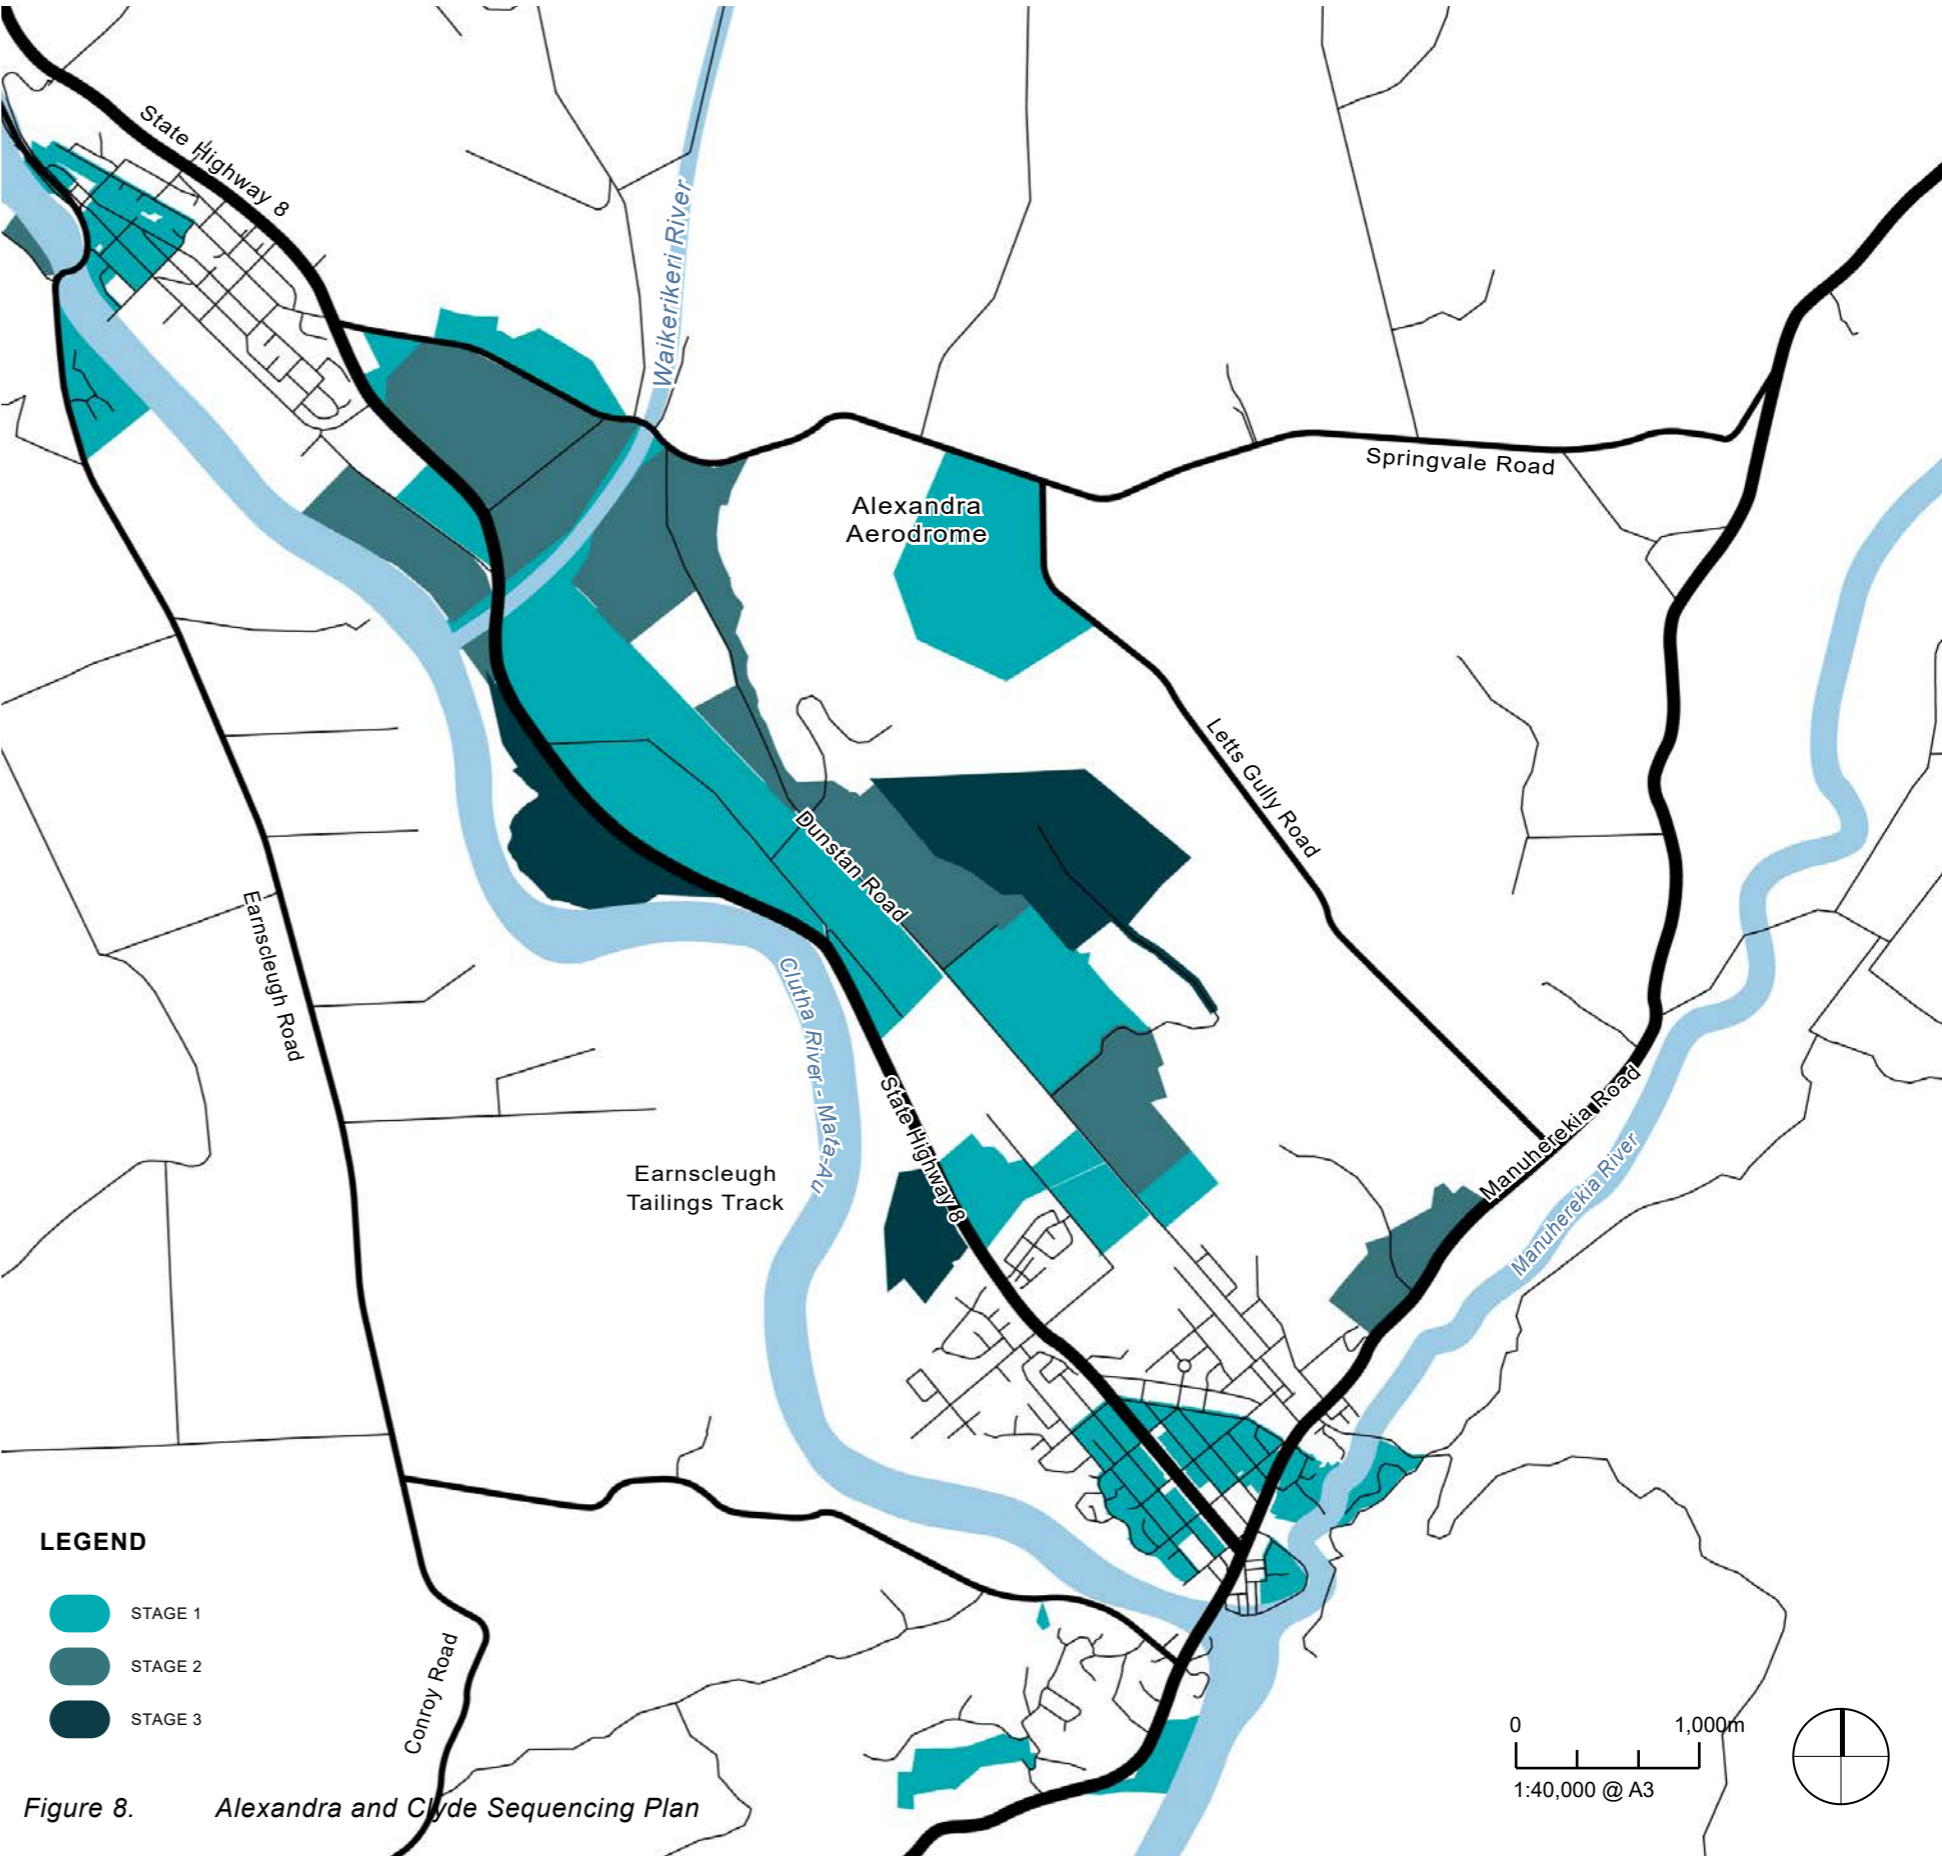 State Highway 8
Waikerikeri River
Springvale Road
Alexandra
Aerodrome
Letts Gully Road
Dunstan Road
Earnscleugh Road
Clutha River - Mata-Au
State Highway 8
Manuherekia Road
Manuherekia River
Earnscleugh
Tailings Track
LEGEND
STAGE 1
STAGE 2
STAGE 3
Conroy Road
0 1,000m
1:40,000 @ A3
Figure 8. Alexandra and Clyde Sequencing Plan